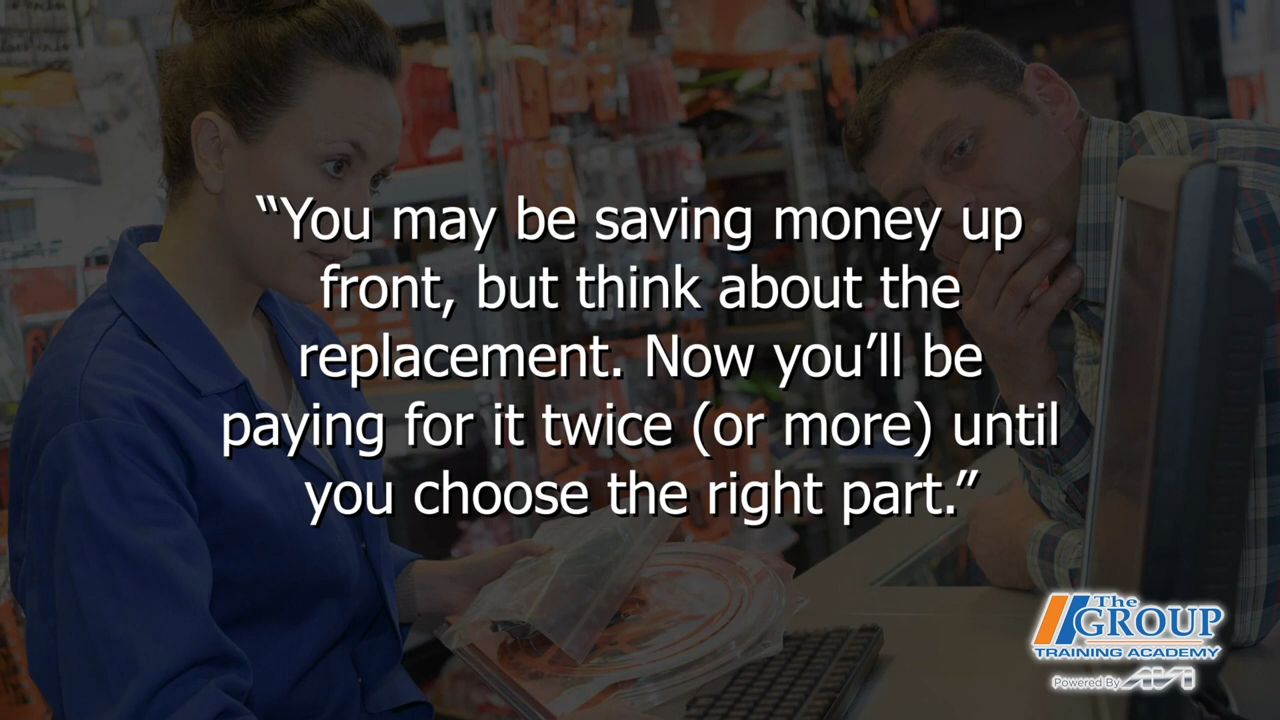 “You may be saving money up
front, but think about the
replacement. Now you’ll be
paying for it twice (or more) until
you choose the right part.”
The
GROUP
TRAINING ACADEMY
Powered By AVI